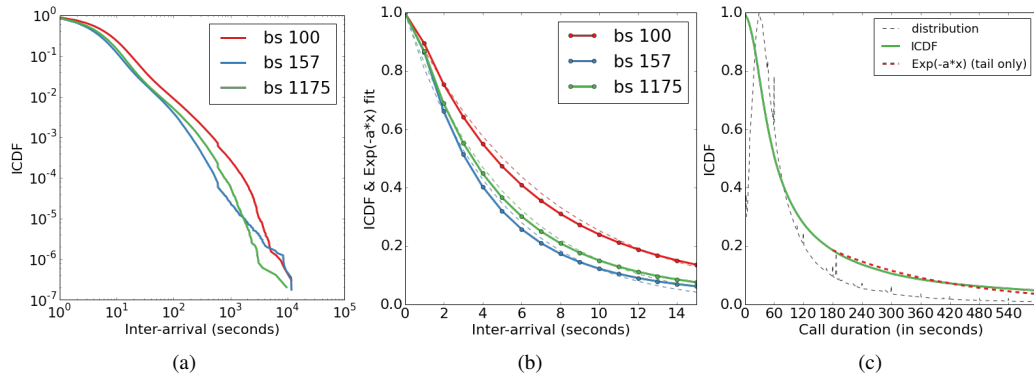 10^0
10^-1
10^-2
10^-3
10^-4
10^-5
10^-6
10^-7
ICDF
bs 100
bs 157
bs 1175
10^0 10^1 10^2 10^3 10^4 10^5
Inter-arrival (seconds)
(a)
1.0
0.8
0.6
0.4
0.2
0.0
ICDF & Exp(-a*x) fit
bs 100
bs 157
bs 1175
0 2 4 6 8 10 12 14
Inter-arrival (seconds)
(b)
1.0
0.8
0.6
0.4
0.2
0.0
ICDF
distribution
ICDF
Exp(-a*x) (tail only)
0 60 120 180 240 300 360 420 480 540
Call duration (in seconds)
(c)